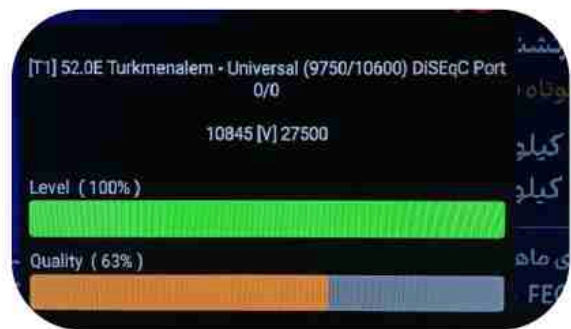 [T1] 52.0E Turkmenalem - Universal (9750/10600) DiSEqC Port
0/0
10845 [V] 27500
Level ( 100% )
Quality ( 63% )
کیلو
کیلو
FEC